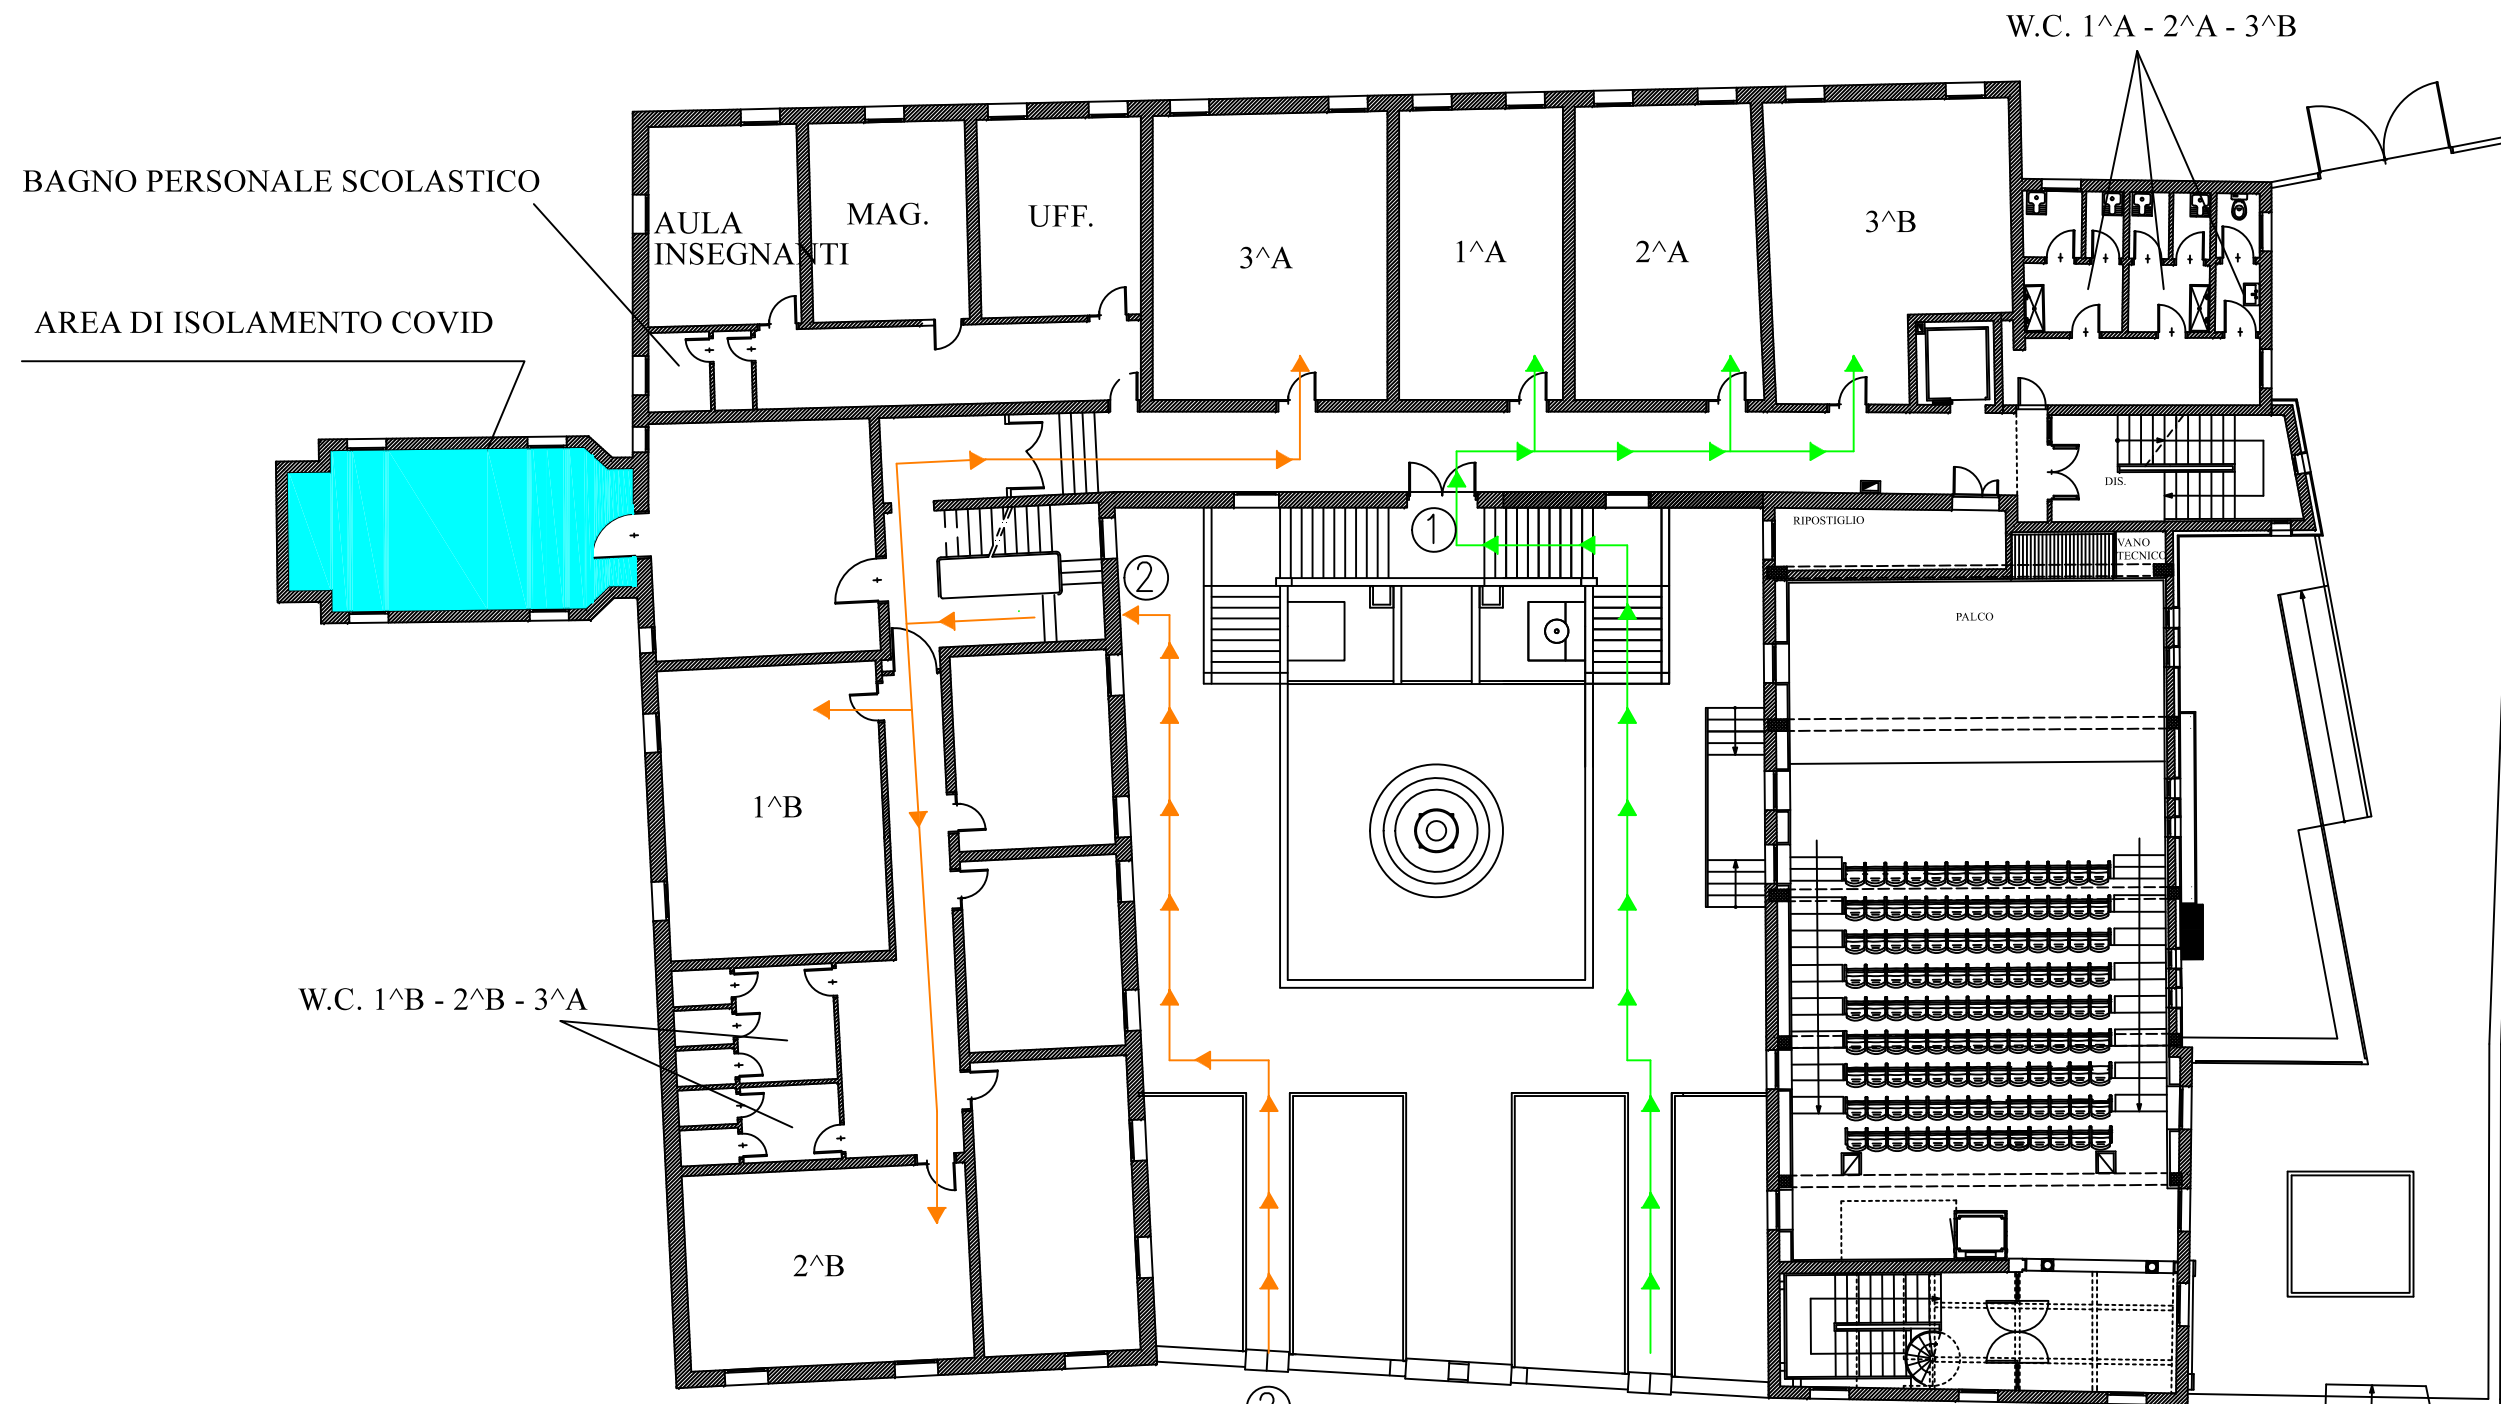 W.C. 1^A - 2^A - 3^B
BAGNO PERSONALE SCOLASTICO
AULA
INSEGNANTI
MAG.
UFF.
3^A
1^A
2^A
3^B
AREA DI ISOLAMENTO COVID
DIS.
RIPOSTIGLIO
1
VANO
TECNICO
2
PALCO
1^B
W.C. 1^B - 2^B - 3^A
2^B
2